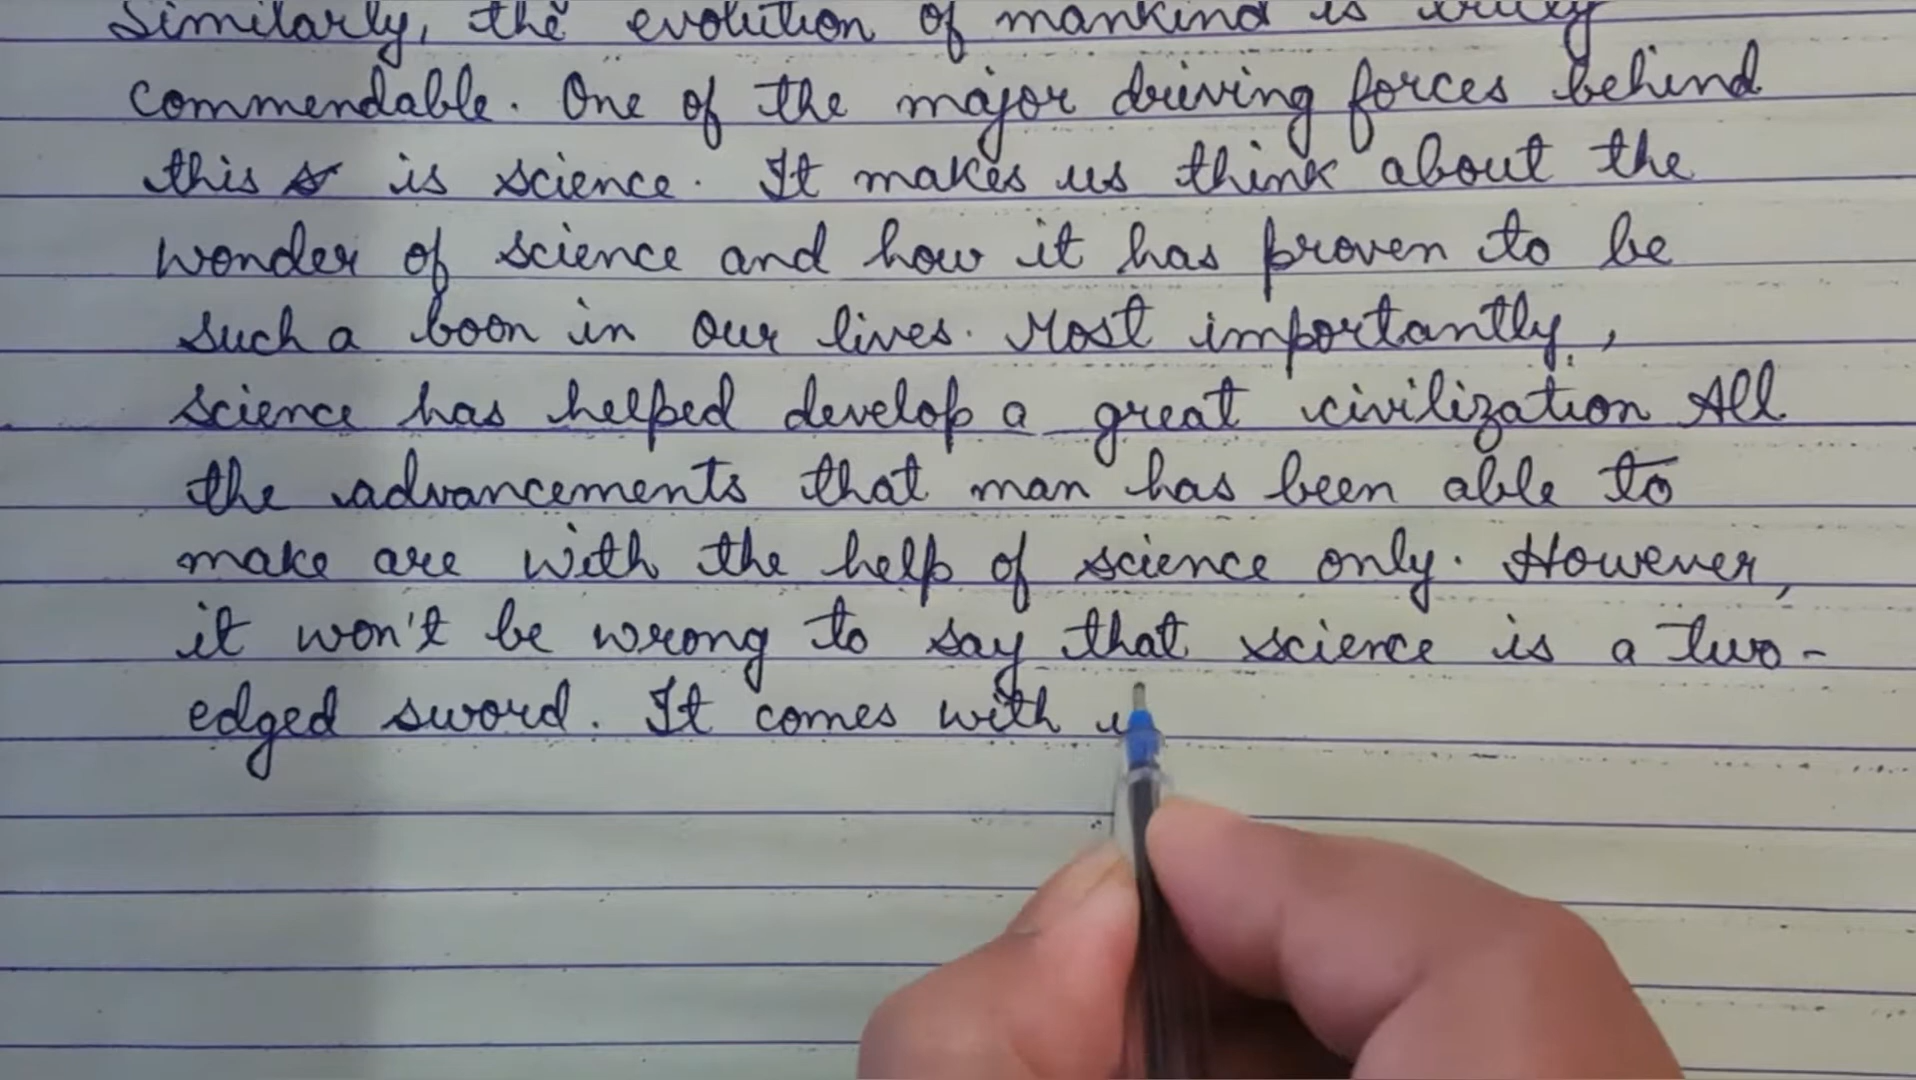 Similarly, the evolution of mankind is truly
commendable. One of the major driving forces behind
this is science. It makes us think about the
wonder of science and how it has proven to be
such a boon in our lives. Most importantly,
science has helped develop a great civilization All
the advancements that man has been able to
make are with the help of science only. However,
it won't be wrong to say that science is a two-
edged sword. It comes with